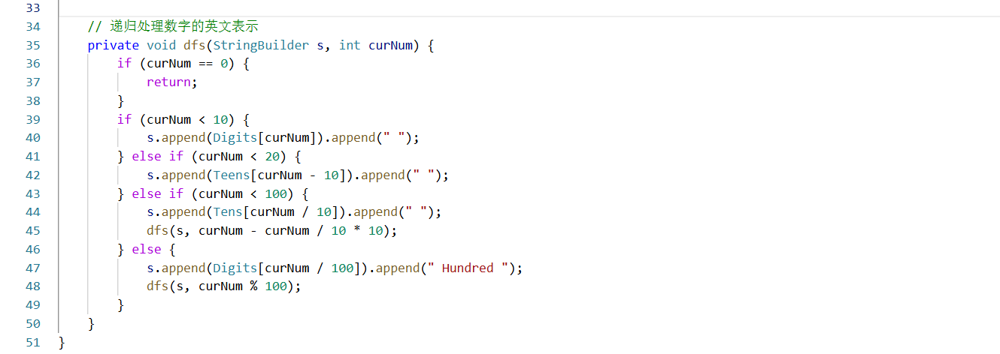 33
34 // 递归处理数字的英文表示
35 private void dfs(StringBuilder s, int curNum) {
36 if (curNum == 0) {
37 return;
38 }
39 if (curNum < 10) {
40 s.append(Digits[curNum]).append(" ");
41 } else if (curNum < 20) {
42 s.append(Teens[curNum - 10]).append(" ");
43 } else if (curNum < 100) {
44 s.append(Tens[curNum / 10]).append(" ");
45 dfs(s, curNum - curNum / 10 * 10);
46 } else {
47 s.append(Digits[curNum / 100]).append(" Hundred ");
48 dfs(s, curNum % 100);
49 }
50 }
51 }